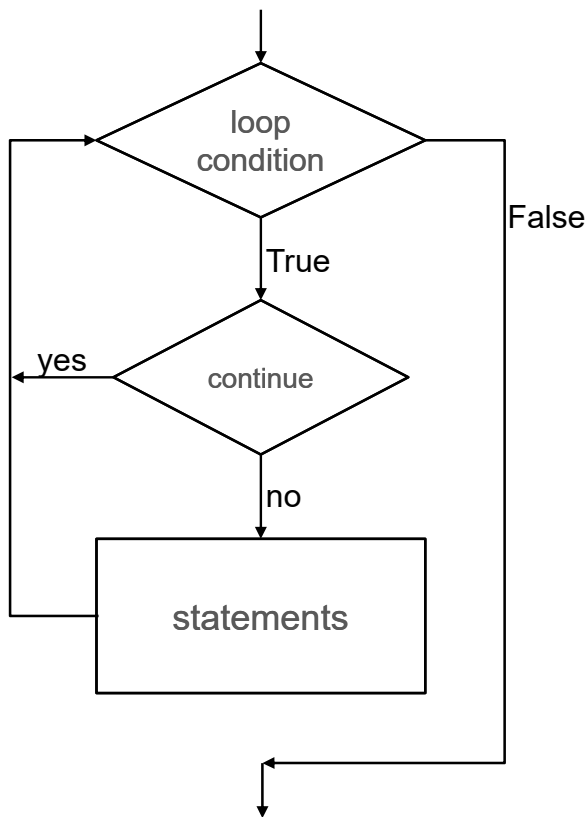 loop
condition
False
True
yes
continue
no
statements